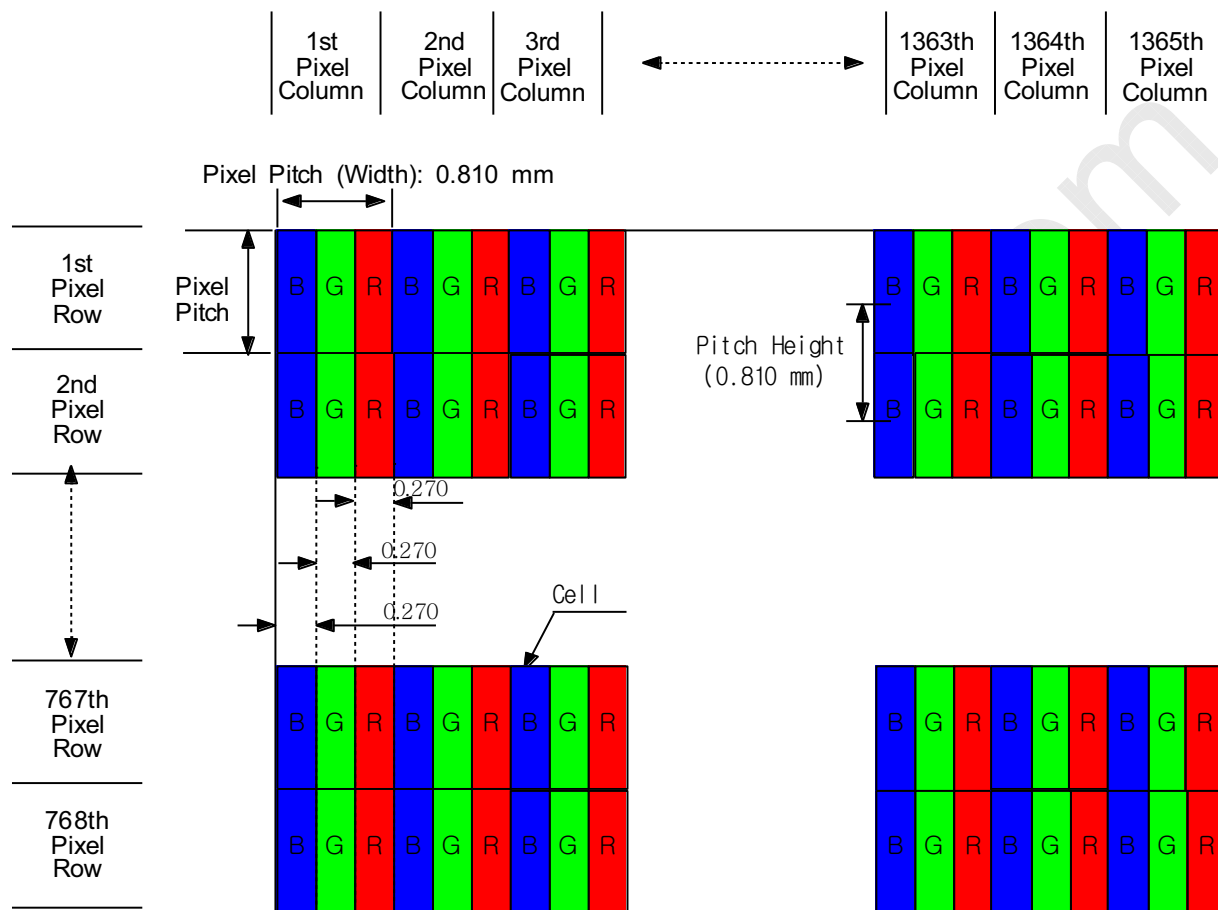 1st Pixel Column
2nd Pixel Column
3rd Pixel Column
1363th Pixel Column
1364th Pixel Column
1365th Pixel Column
Pixel Pitch (Width): 0.810 mm
1st
Pixel
Row
Pixel
Pitch
B G R B G R B G R
B G R B G R B G R
Pitch Height
(0.810 mm)
2nd
Pixel
Row
B G R B G R B G R
B G R B G R B G R
0.270
0.270
0.270
Cell
767th
Pixel
Row
B G R B G R B G R
B G R B G R B G R
768th
Pixel
Row
B G R B G R B G R
B G R B G R B G R
om